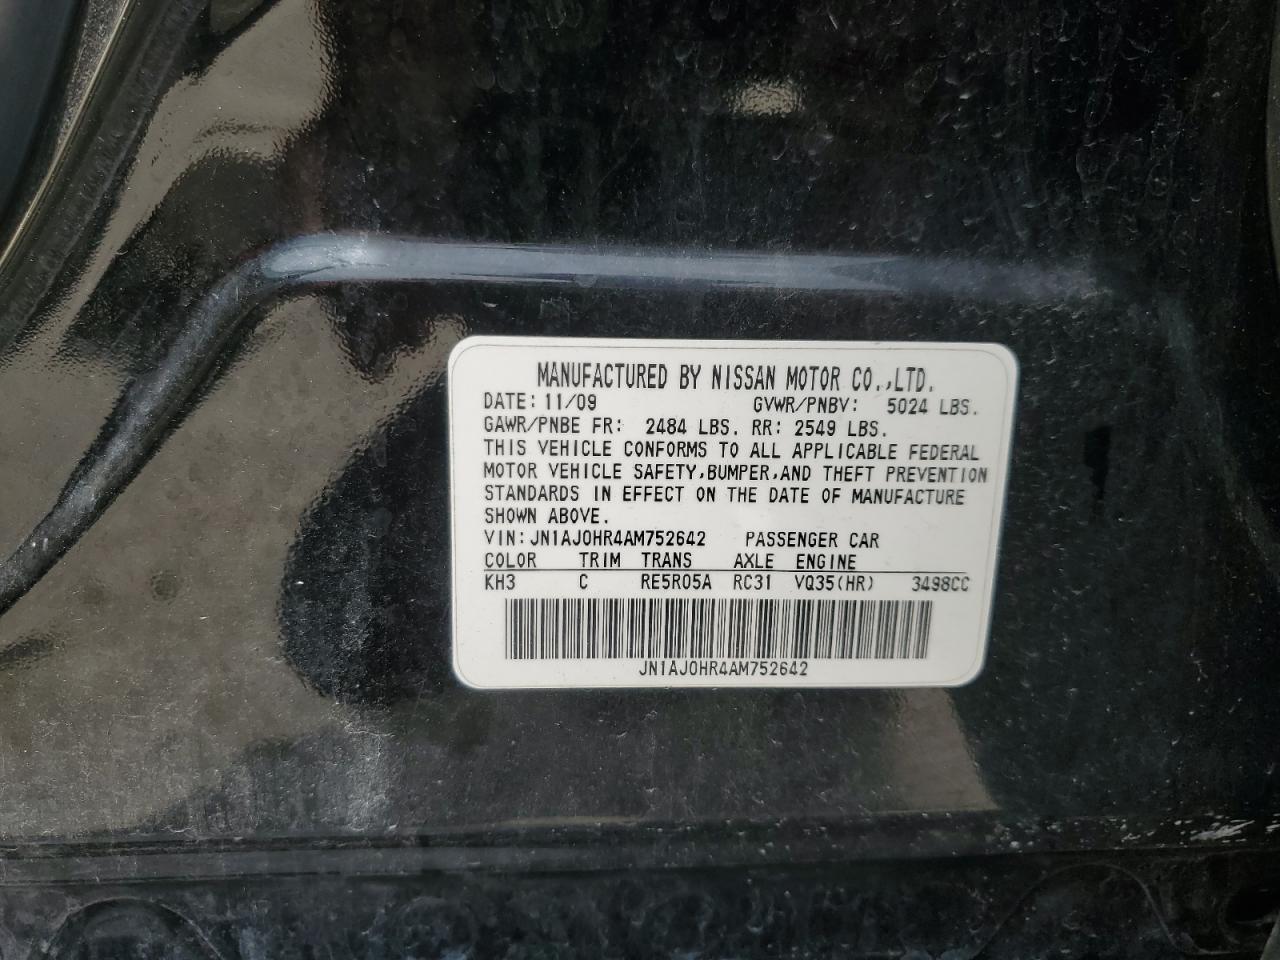 MANUFACTURED BY NISSAN MOTOR CO.,LTD.
DATE: 11/09 GVWR/PNBV: 5024 LBS.
GAWR/PNBE FR: 2484 LBS. RR: 2549 LBS.
THIS VEHICLE CONFORMS TO ALL APPLICABLE FEDERAL
MOTOR VEHICLE SAFETY,BUMPER,AND THEFT PREVENTION
STANDARDS IN EFFECT ON THE DATE OF MANUFACTURE
SHOWN ABOVE.
VIN: JN1AJ0HR4AM752642 PASSENGER CAR
COLOR TRIM TRANS AXLE ENGINE
KH3 C RE5R05A RC31 VQ35(HR) 3498CC
JN1AJ0HR4AM752642